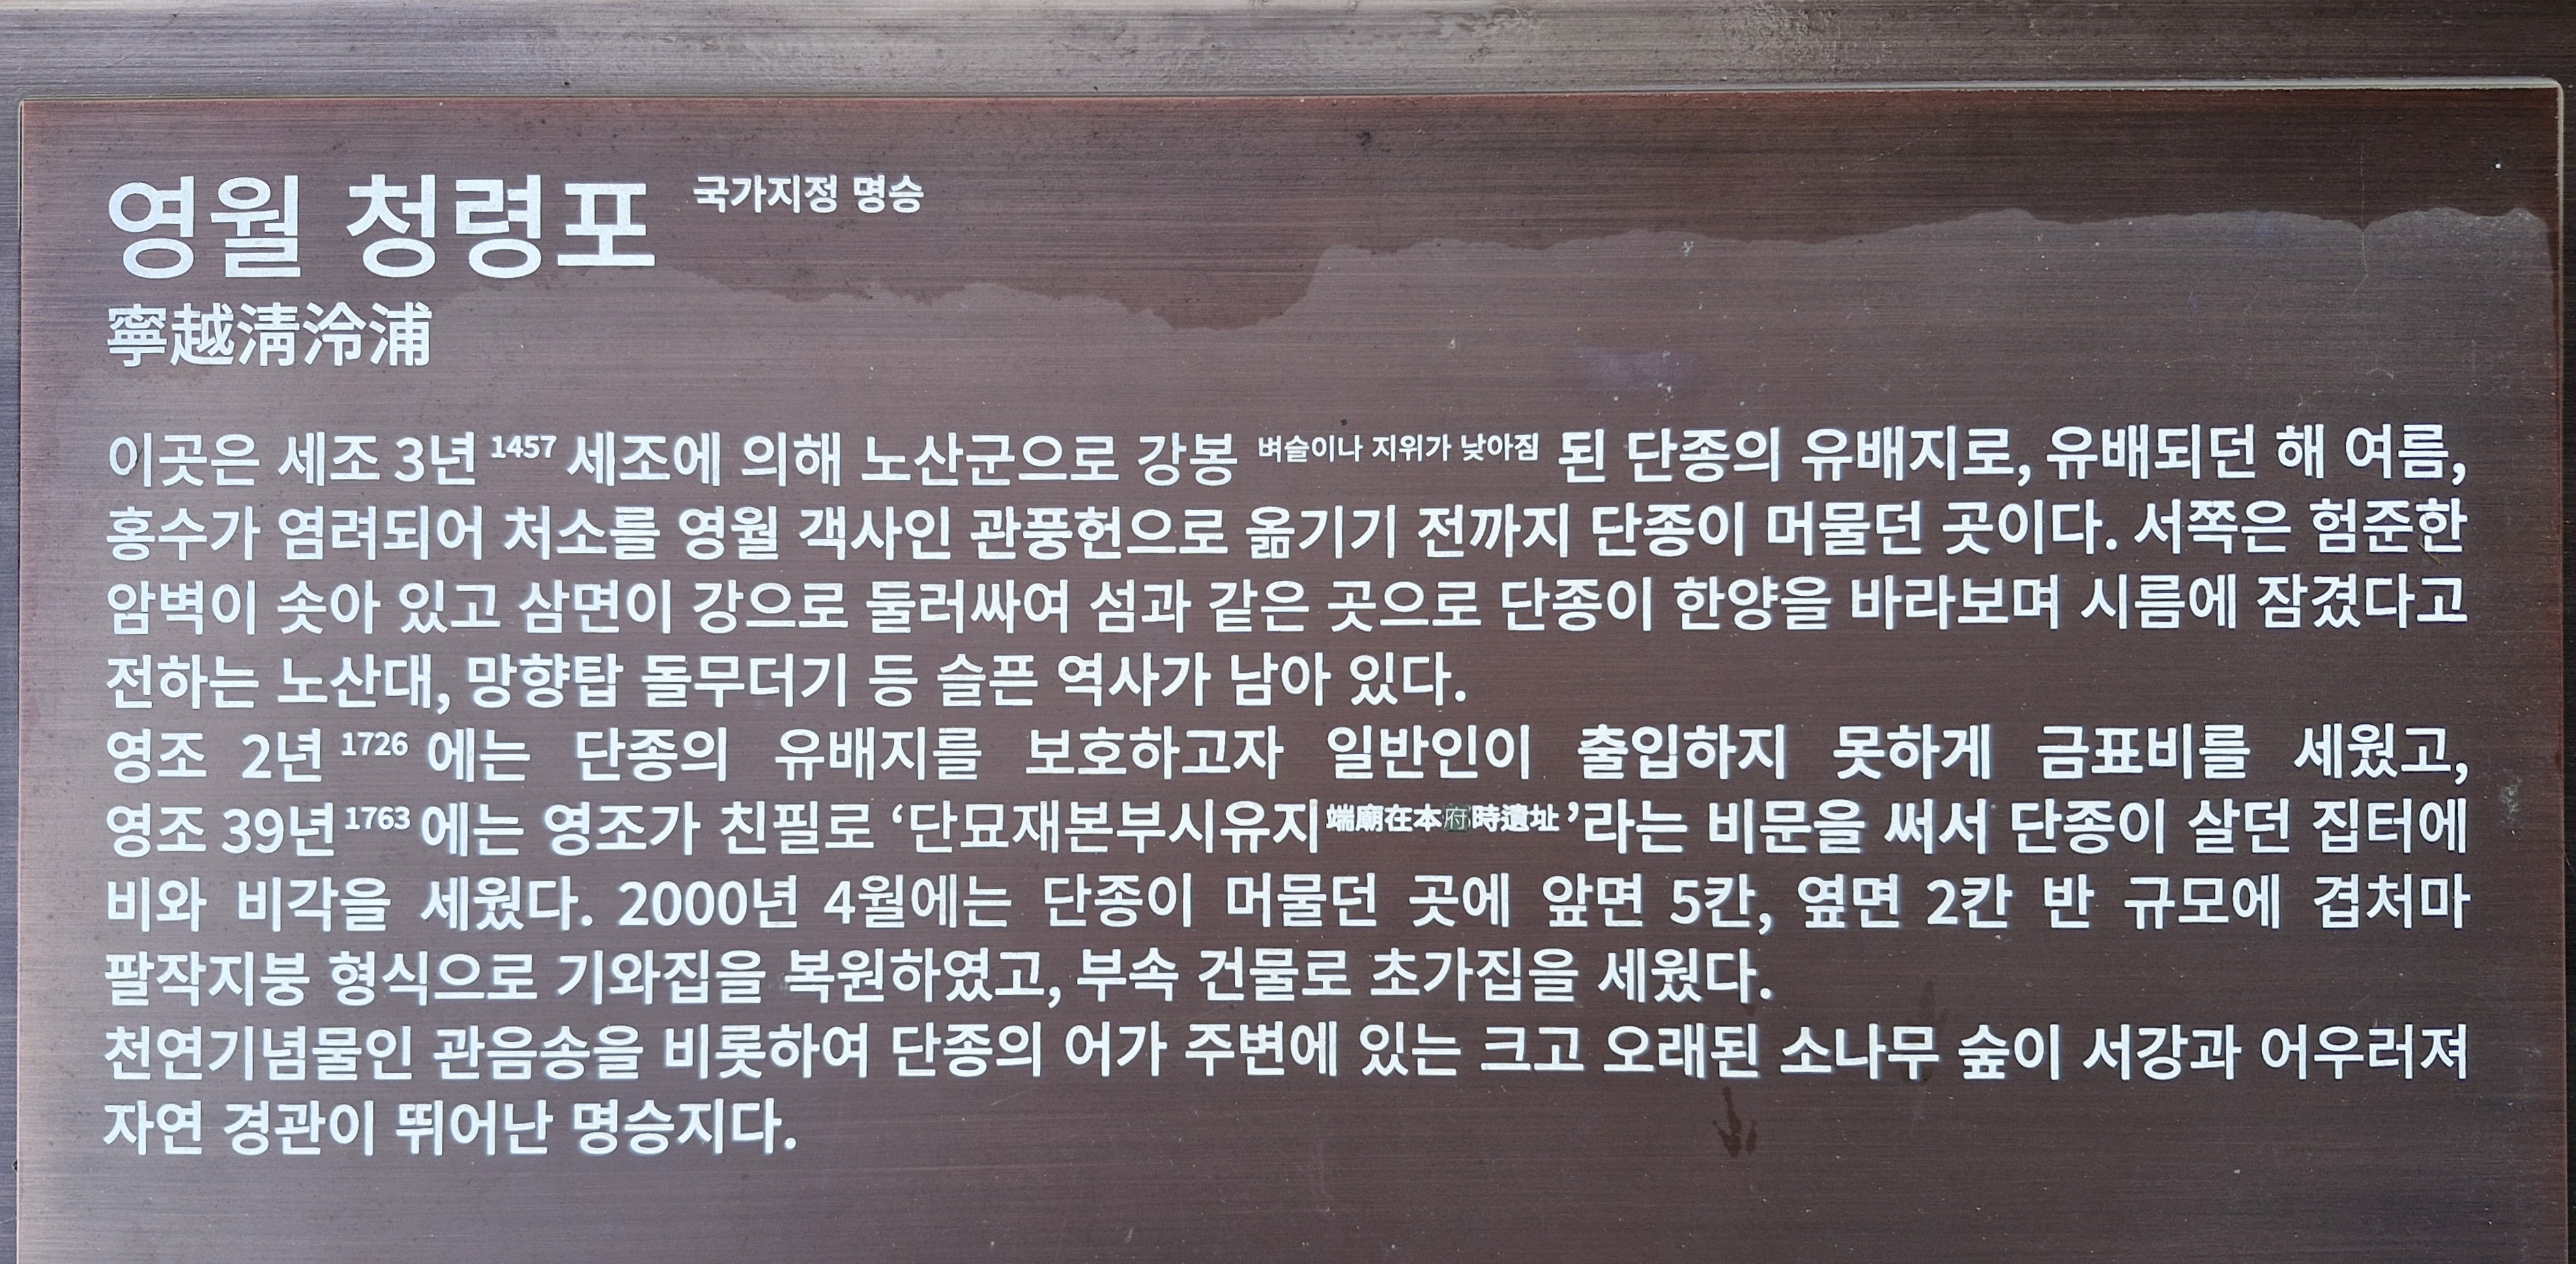 영월 청령포 국가지정 명승
寧越淸泠浦
이곳은 세조 3년 1457 세조에 의해 노산군으로 강봉 벼슬이나 지위가 낮아짐 된 단종의 유배지로, 유배되던 해 여름,
홍수가 염려되어 처소를 영월 객사인 관풍헌으로 옮기기 전까지 단종이 머물던 곳이다. 서쪽은 험준한
암벽이 솟아 있고 삼면이 강으로 둘러싸여 섬과 같은 곳으로 단종이 한양을 바라보며 시름에 잠겼다고
전하는 노산대, 망향탑 돌무더기 등 슬픈 역사가 남아 있다.
영조 2년 1726 에는 단종의 유배지를 보호하고자 일반인이 출입하지 못하게 금표비를 세웠고,
영조 39년 1763 에는 영조가 친필로 ‘단묘재본부시유지 端廟在本府時遺址’라는 비문을 써서 단종이 살던 집터에
비와 비각을 세웠다. 2000년 4월에는 단종이 머물던 곳에 앞면 5칸, 옆면 2칸 반 규모에 겹처마
팔작지붕 형식으로 기와집을 복원하였고, 부속 건물로 초가집을 세웠다.
천연기념물인 관음송을 비롯하여 단종의 어가 주변에 있는 크고 오래된 소나무 숲이 서강과 어우러져
자연 경관이 뛰어난 명승지다.